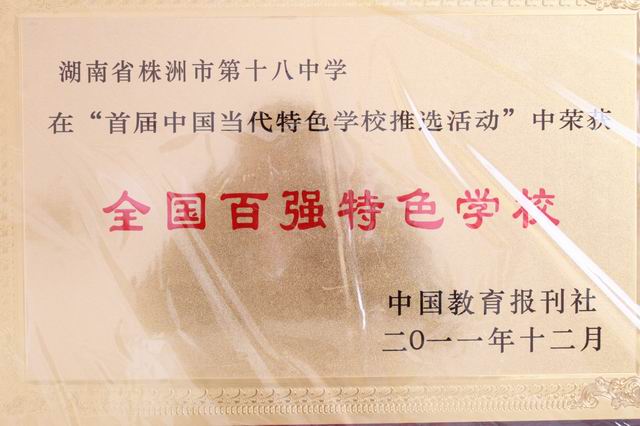 湖南省株洲市第十八中学
在“首届中国当代特色学校推选活动”中荣获
全国百强特色学校
中国教育报刊社
二〇一一年十二月